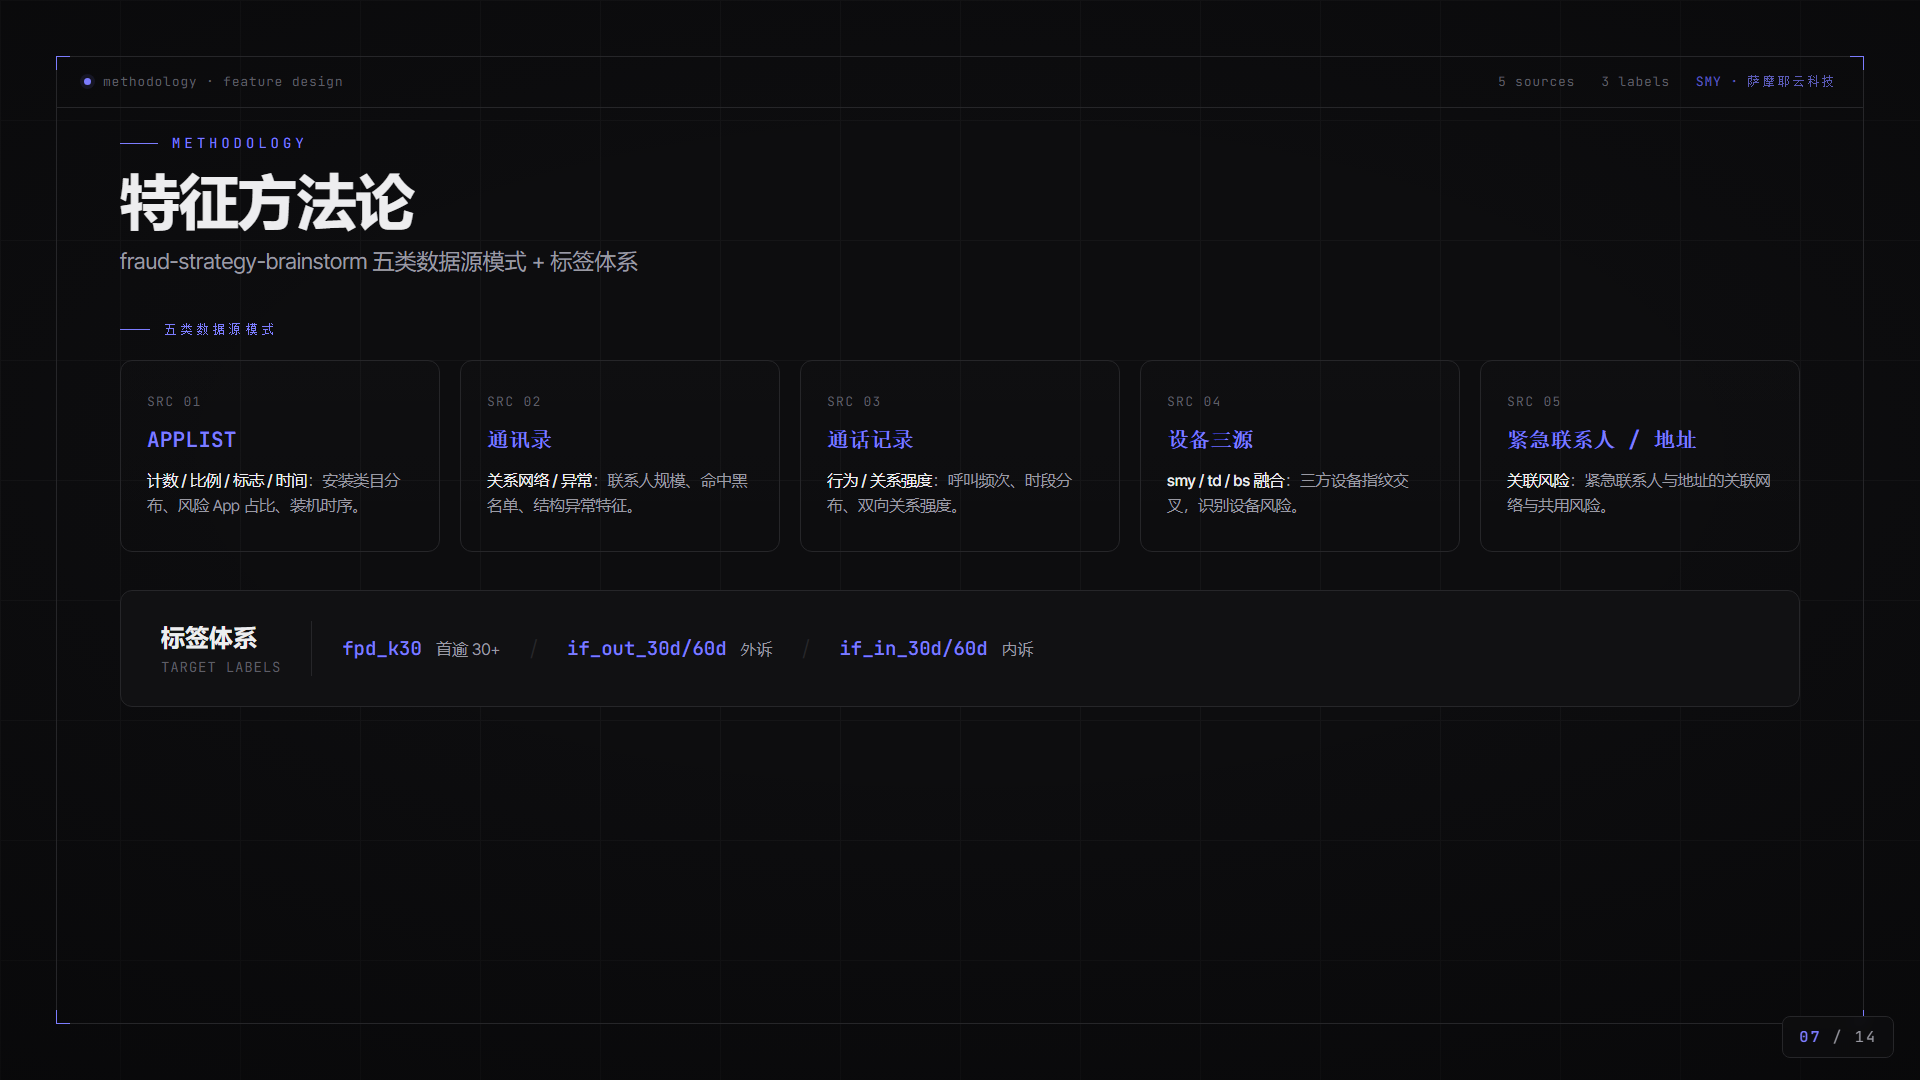 methodology · feature design
5 sources 3 labels SMY · 萨摩耶云科技
METHODOLOGY
特征方法论
fraud-strategy-brainstorm 五类数据源模式 + 标签体系
五类数据源模式
SRC 01
APPLIST
计数 / 比例 / 标志 / 时间：安装类目分
布、风险 App 占比、装机时序。
SRC 02
通讯录
关系网络 / 异常：联系人规模、命中黑
名单、结构异常特征。
SRC 03
通话记录
行为 / 关系强度：呼叫频次、时段分
布、双向关系强度。
SRC 04
设备三源
smy / td / bs 融合：三方设备指纹交
叉，识别设备风险。
SRC 05
紧急联系人 / 地址
关联风险：紧急联系人与地址的关联网
络与共用风险。
标签体系
TARGET LABELS
fpd_k30 首逾 30+ / if_out_30d/60d 外诉 / if_in_30d/60d 内诉
07 / 14